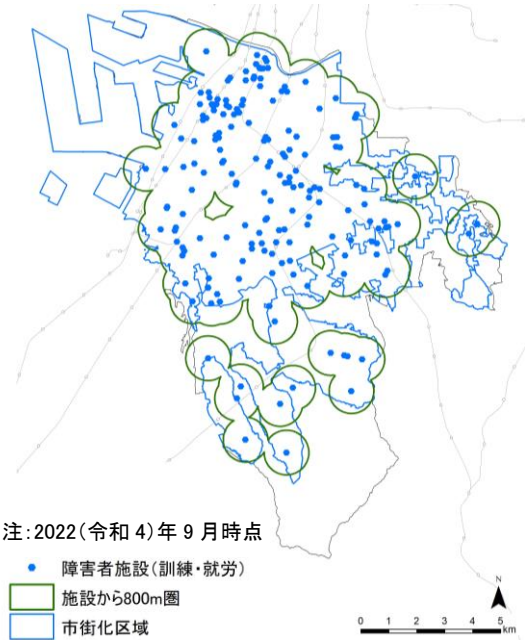 注:2022(令和 4)年 9 月時点
障害者施設(訓練・就労)
施設から800m圏
市街化区域
N
0 1 2 3 4 5
km